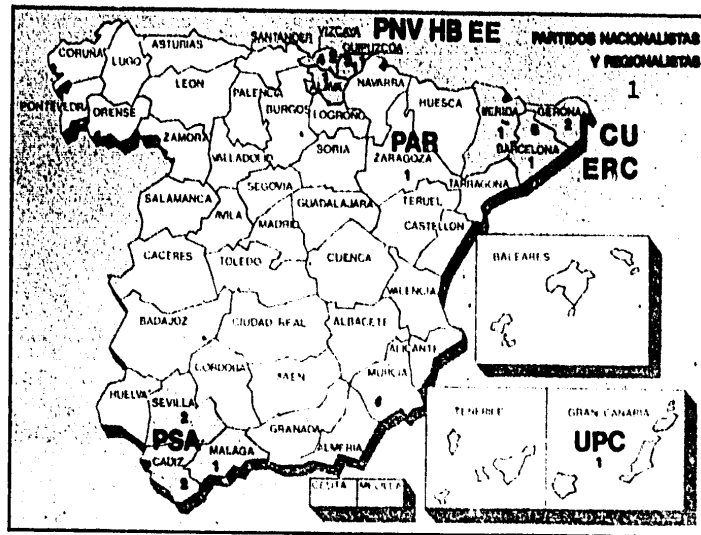 PNV HB EE
PARTIDOS NACIONALISTAS
Y REGIONALISTAS
1
CORUÑA
LUGO
ASTURIAS
SANTANDER
VIZCAYA
GUIPUZCOA
ALAVA
NAVARRA
PONTEVEDRA
ORENSE
LEON
PALENCIA
BURGOS
LOGROÑO
HUESCA
LERIDA
1
GERONA
2
BARCELONA
1
CU
ERC
ZAMORA
VALLADOLID
SORIA
PAR
ZARAGOZA
1
TARRAGONA
SALAMANCA
AVILA
SEGOVIA
MADRID
GUADALAJARA
TERUEL
CASTELLON
CACERES
TOLEDO
CUENCA
VALENCIA
BALEARES
BADAJOZ
CIUDAD REAL
ALBACETE
ALICANTE
HUELVA
SEVILLA
2
CORDOBA
JAEN
MURCIA
PSA
CADIZ
2
MALAGA
1
GRANADA
ALMERIA
CEUTA
MELILLA
TENERIFE
GRAN CANARIA
UPC
1